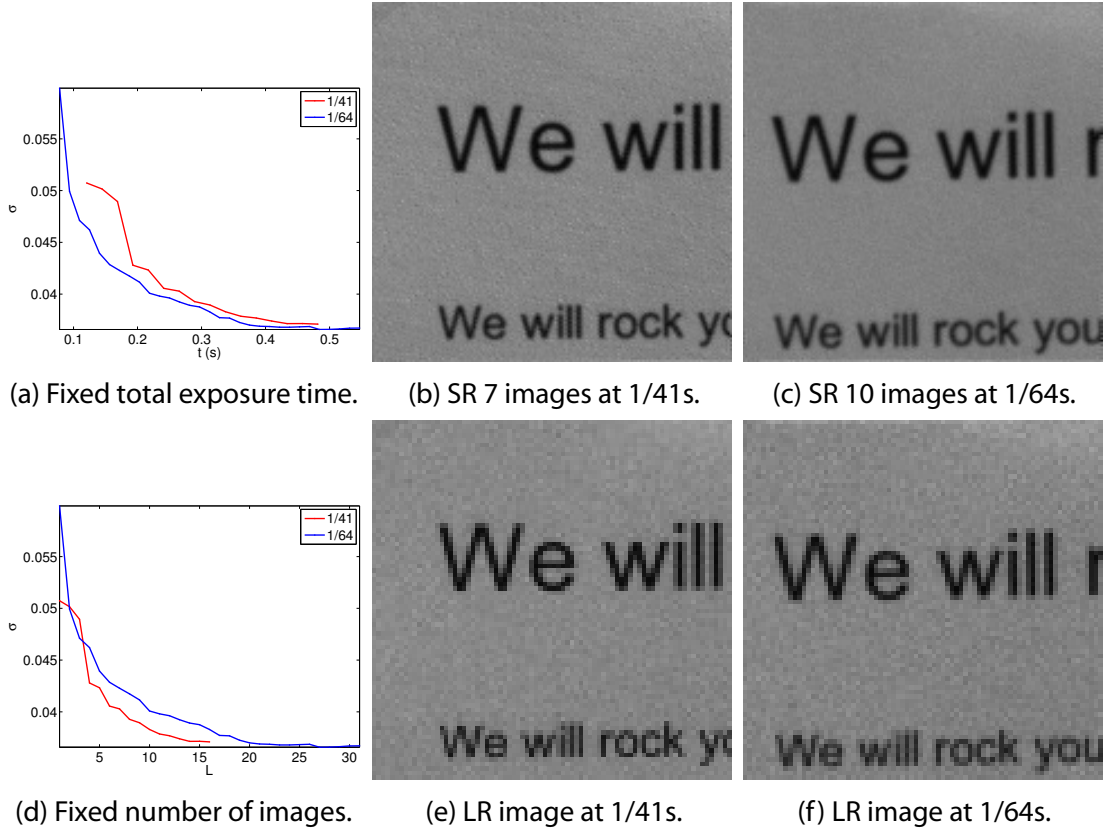 1/41
1/64
0.055
0.05
0.045
0.04
σ
0.1 0.2 0.3 0.4 0.5
t (s)
We will
We will rock yo
We will r
We will rock you
(a) Fixed total exposure time.
(b) SR 7 images at 1/41s.
(c) SR 10 images at 1/64s.
1/41
1/64
0.055
0.05
0.045
0.04
σ
5 10 15 20 25 30
L
We will
We will rock yo
We will r
We will rock you
(d) Fixed number of images.
(e) LR image at 1/41s.
(f) LR image at 1/64s.